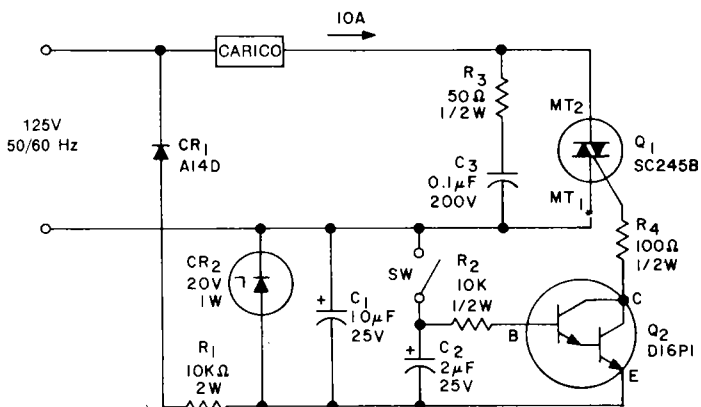 10A
CARICO
125V
50/60 Hz
CR1
A14D
R3
50Ω
1/2W
MT2
Q1
SC245B
C3
0.1µF
200V
MT1
R4
100Ω
1/2W
CR2
20V
1W
+
C1
10µF
25V
SW
R2
10K
1/2W
B
C
Q2
D16P1
E
+
C2
2µF
25V
R1
10KΩ
2W